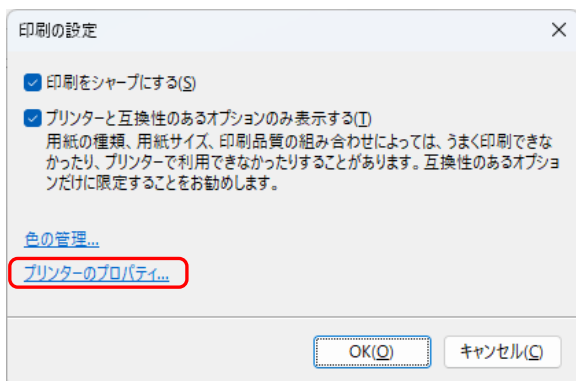 印刷の設定
印刷をシャープにする(S)
プリンターと互換性のあるオプションのみ表示する(T)
用紙の種類、用紙サイズ、印刷品質の組み合わせによっては、うまく印刷できな
かったり、プリンターで利用できなかったりすることがあります。互換性のあるオプショ
ンだけに限定することをお勧めします。
色の管理...
プリンターのプロパティ...
OK(O)
キャンセル(C)